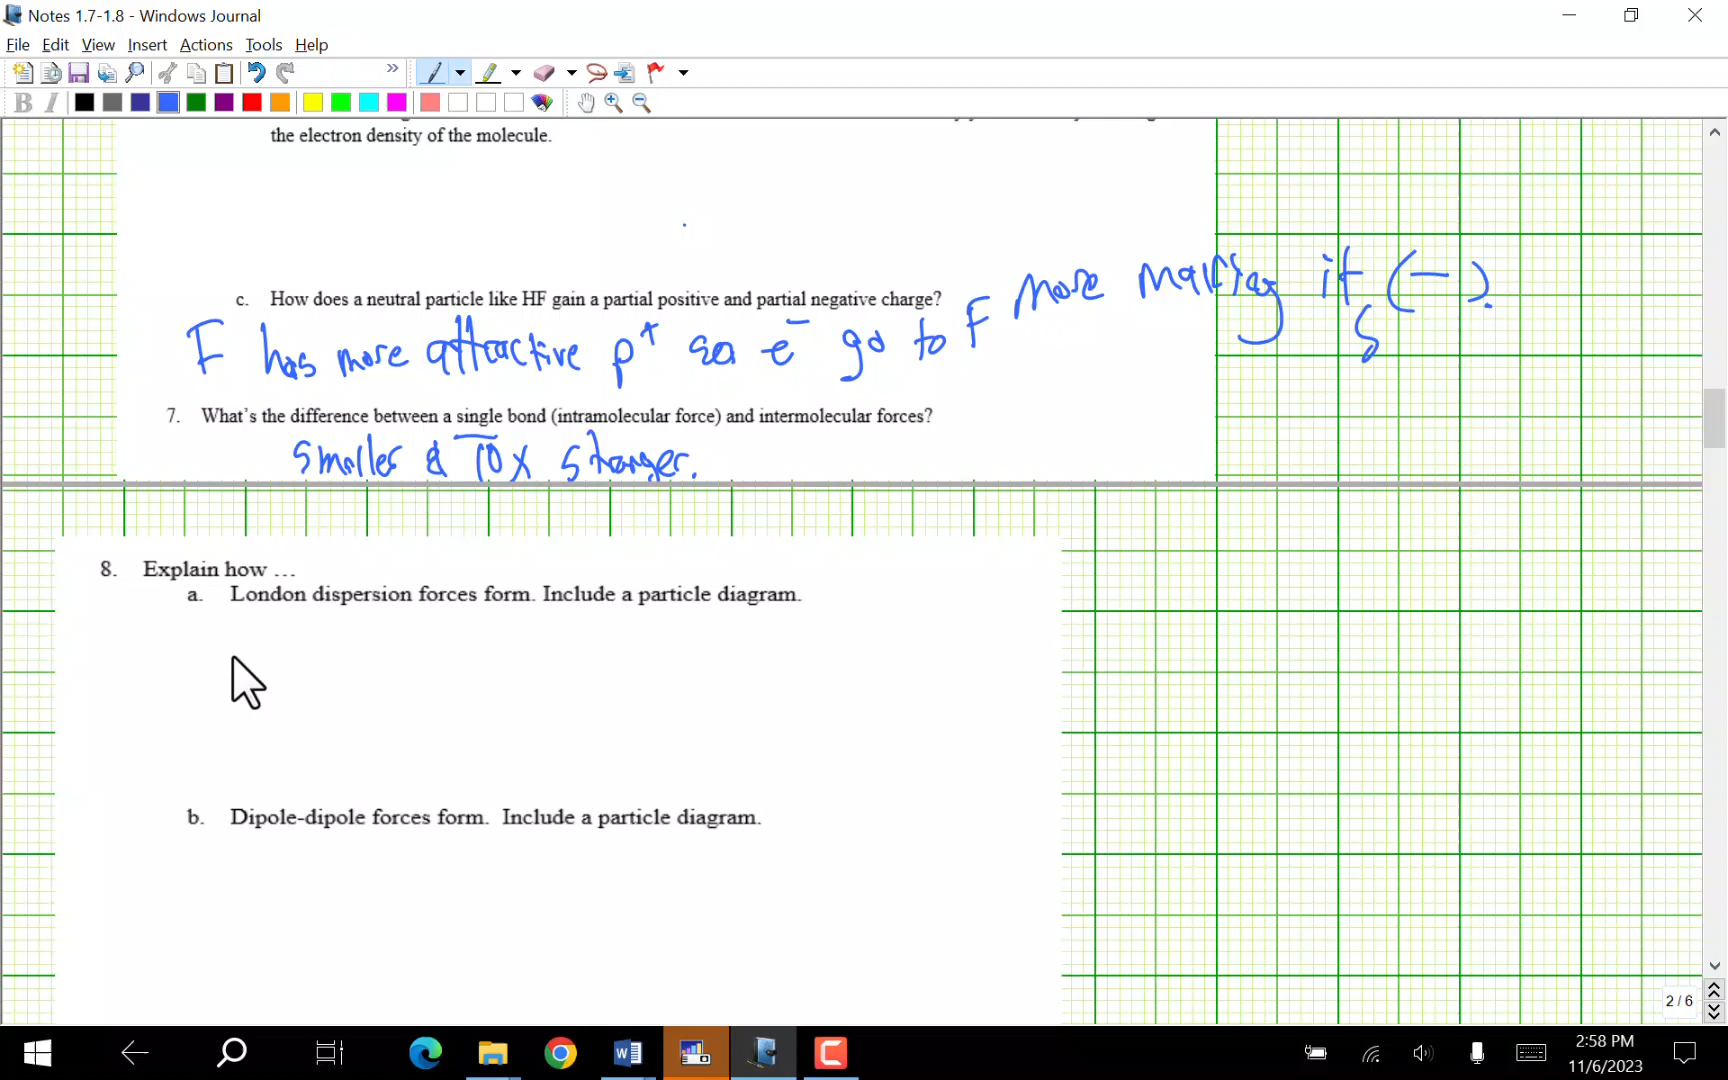 Notes 1.7-1.8 - Windows Journal
File Edit View Insert Actions Tools Help
the electron density of the molecule.
c. How does a neutral particle like HF gain a partial positive and partial negative charge?
F has more attractive p+ so e- go to F more making it δ(-).
7. What's the difference between a single bond (intramolecular force) and intermolecular forces?
smaller & 10x stronger.
8. Explain how ...
a. London dispersion forces form. Include a particle diagram.
b. Dipole-dipole forces form. Include a particle diagram.
2 / 6
2:58 PM
11/6/2023